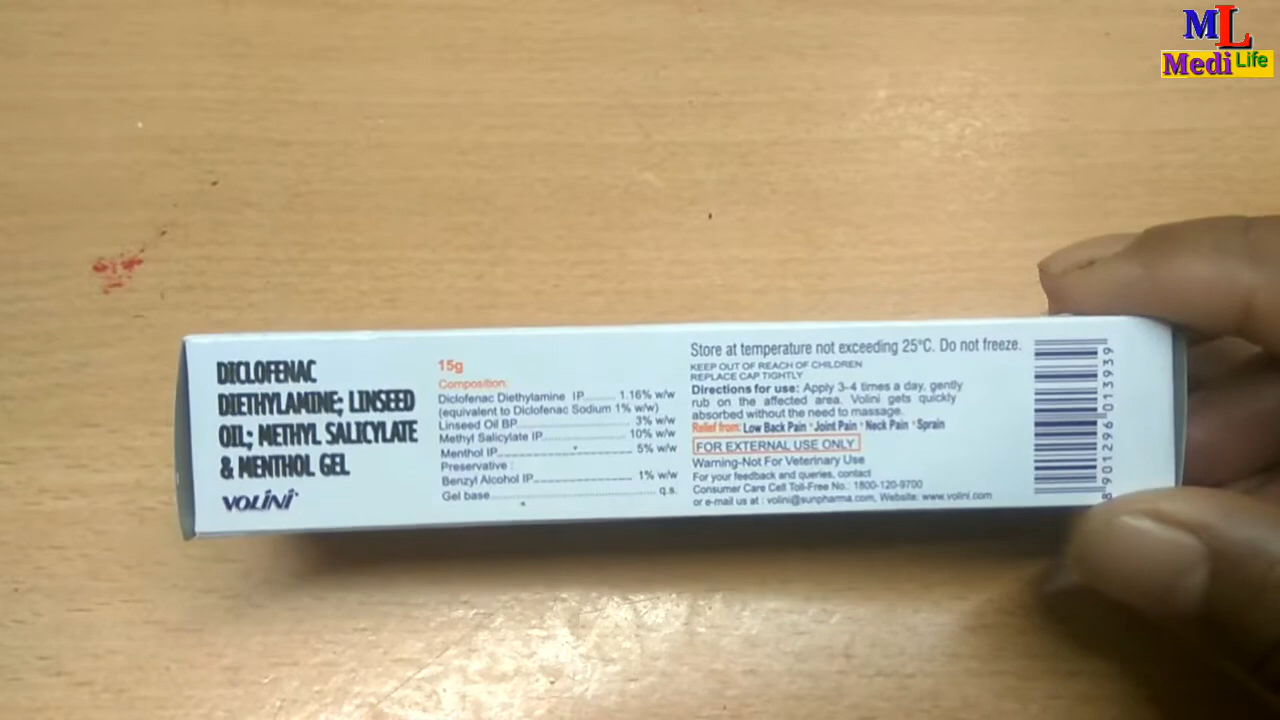 ML
Medi Life
DICLOFENAC
DIETHYLAMINE; LINSEED
OIL; METHYL SALICYLATE
& MENTHOL GEL
VOLINI
15g
Composition:
Diclofenac Diethylamine IP........ 1.16% w/w
(equivalent to Diclofenac Sodium 1% w/w)
Linseed Oil BP........................ 3% w/w
Methyl Salicylate IP.................. 10% w/w
Menthol IP............................ 5% w/w
Preservative :
Benzyl Alcohol IP..................... 1% w/w
Gel base.............................. q.s.
Store at temperature not exceeding 25°C. Do not freeze.
KEEP OUT OF REACH OF CHILDREN
REPLACE CAP TIGHTLY
Directions for use: Apply 3-4 times a day, gently
rub on the affected area. Volini gets quickly
absorbed without the need to massage.
Relief from: Low Back Pain • Joint Pain • Neck Pain • Sprain
FOR EXTERNAL USE ONLY
Warning-Not For Veterinary Use
For your feedback and queries, contact
Consumer Care Cell Toll-Free No.: 1800-120-9700
or e-mail us at : volini@sunpharma.com, Website: www.volini.com
8 901296 013939